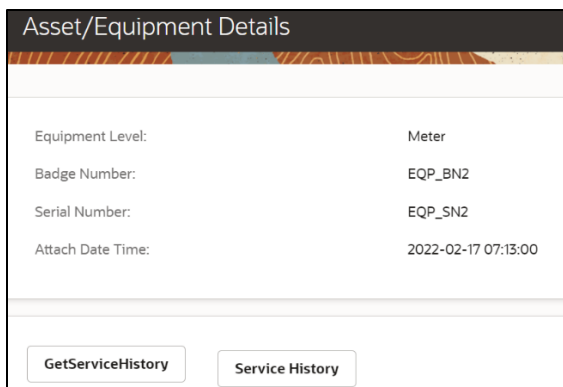 Asset/Equipment Details
Equipment Level: Meter
Badge Number: EQP_BN2
Serial Number: EQP_SN2
Attach Date Time: 2022-02-17 07:13:00
GetServiceHistory Service History